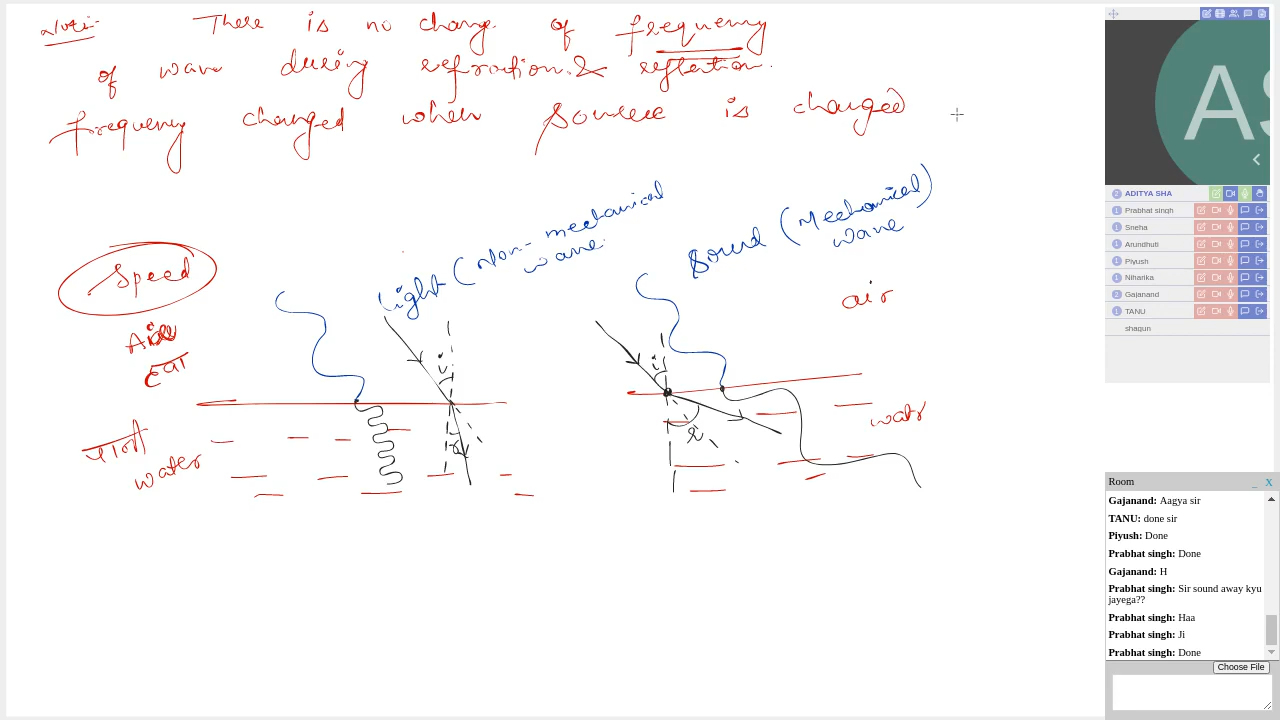 Note:- There is no change of frequency
of wave during refraction & reflection.
frequency changed when source is changed
Speed
Light (Non-mechanical
wave
Sound (Mechanical)
wave
air
i
i
r
r
water
water
AS
ADITYA SHA
Prabhat singh
Sneha
Arundhuti
Piyush
Niharika
Gajanand
TANU
shagun
Room _ X
Gajanand: Aagya sir
TANU: done sir
Piyush: Done
Prabhat singh: Done
Gajanand: H
Prabhat singh: Sir sound away kyu
jayega??
Prabhat singh: Haa
Prabhat singh: Ji
Prabhat singh: Done
Choose File